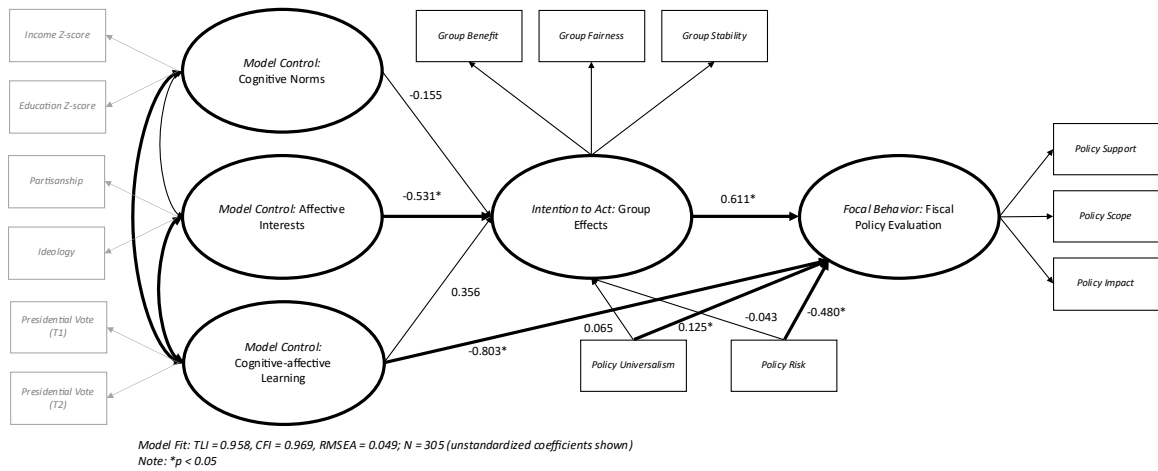 Income Z-score
Education Z-score
Partisanship
Ideology
Presidential Vote
(T1)
Presidential Vote
(T2)
Model Control:
Cognitive Norms
Model Control: Affective
Interests
Model Control:
Cognitive-affective
Learning
-0.155
-0.531*
0.356
-0.803*
Group Benefit
Group Fairness
Group Stability
Intention to Act: Group
Effects
0.611*
0.065
0.125*
-0.043
-0.480*
Policy Universalism
Policy Risk
Focal Behavior: Fiscal
Policy Evaluation
Policy Support
Policy Scope
Policy Impact
Model Fit: TLI = 0.958, CFI = 0.969, RMSEA = 0.049; N = 305 (unstandardized coefficients shown)
Note: *p < 0.05